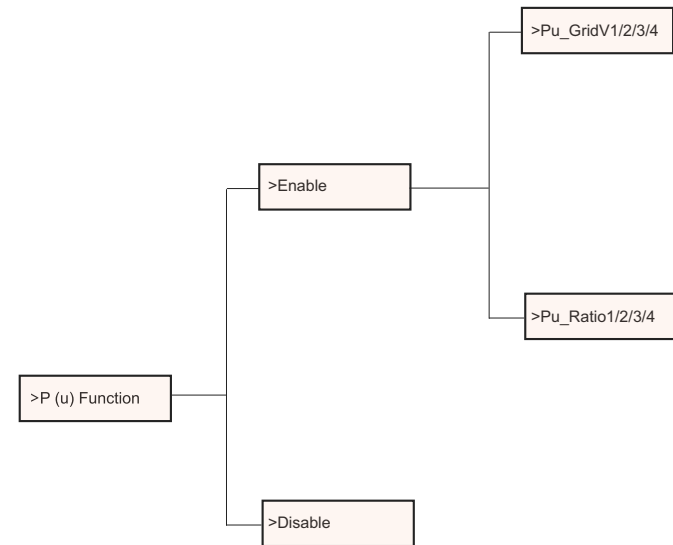 >Pu_GridV1/2/3/4
>Enable
>Pu_Ratio1/2/3/4
>P (u) Function
>Disable